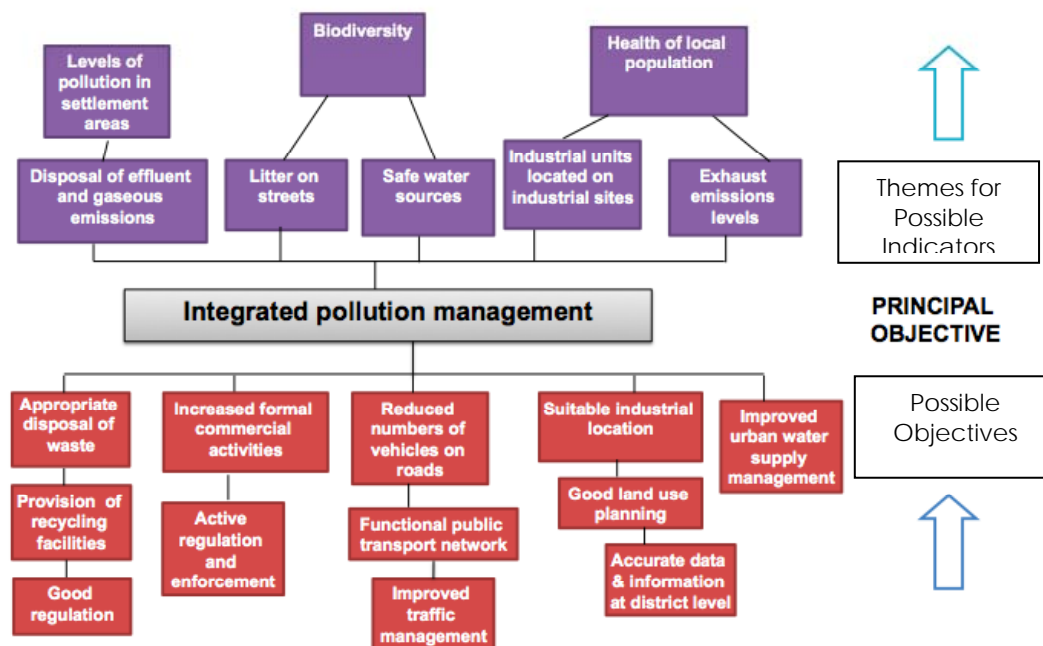 Biodiversity
Levels of
pollution in
settlement
areas
Health of local
population
Disposal of effluent
and gaseous
emissions
Litter on
streets
Safe water
sources
Industrial units
located on
industrial sites
Exhaust
emissions
levels
Themes for
Possible
Indicators
Integrated pollution management
PRINCIPAL
OBJECTIVE
Appropriate
disposal of
waste
Increased formal
commercial
activities
Reduced
numbers of
vehicles on
roads
Suitable industrial
location
Improved
urban water
supply
management
Possible
Objectives
Provision of
recycling
facilities
Active
regulation
and
enforcement
Functional public
transport network
Good land use
planning
Good
regulation
Improved
traffic
management
Accurate data
& information
at district level